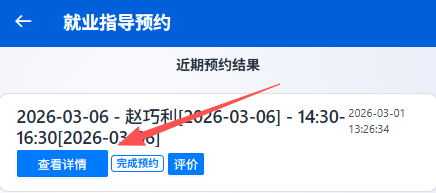 就业指导预约
近期预约结果
2026-03-06 - 赵巧利[2026-03-06] - 14:30-
16:30[2026-03-06]
2026-03-01
13:26:34
查看详情 完成预约 评价